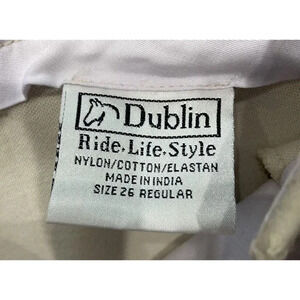 Dublin
Ride.Life.Style
NYLON/COTTON/ELASTAN
MADE IN INDIA
SIZE 26 REGULAR